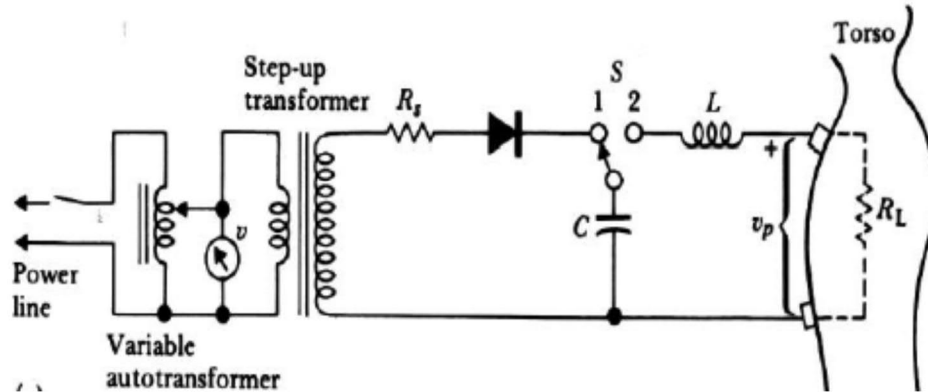 Torso
Step-up
transformer
R_s
S
1 2
L
+
v
C
v_p
R_L
Power
line
Variable
autotransformer